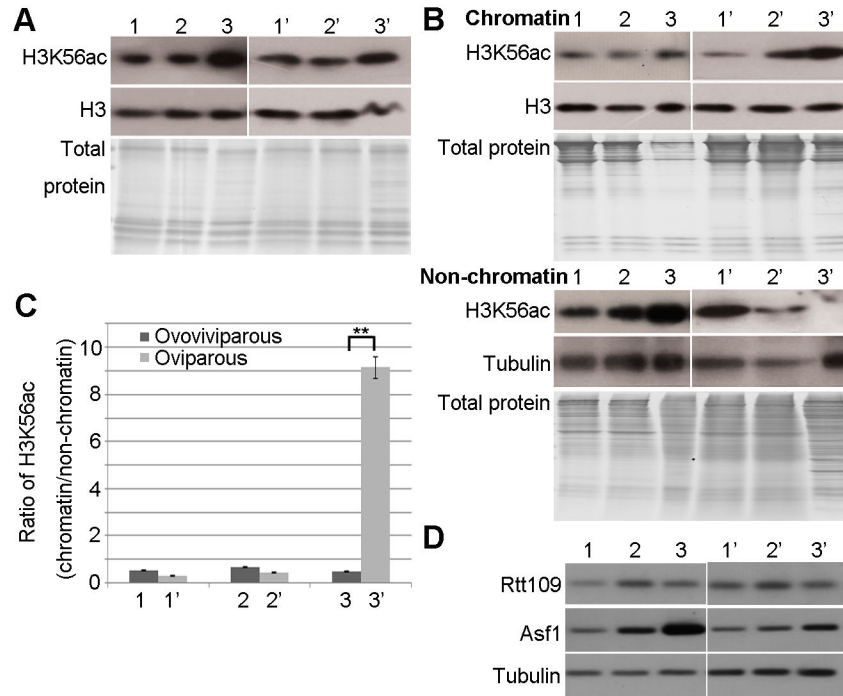 A
1 2 3 1’ 2’ 3’
H3K56ac
H3
Total
protein
B
Chromatin 1 2 3 1’ 2’ 3’
H3K56ac
H3
Total protein
Non-chromatin 1 2 3 1’ 2’ 3’
H3K56ac
Tubulin
Total protein
C
Ratio of H3K56ac
(chromatin/non-chromatin)
10
8
6
4
2
0
Ovoviviparous
Oviparous
**
1 1’ 2 2’ 3 3’
D
1 2 3 1’ 2’ 3’
Rtt109
Asf1
Tubulin